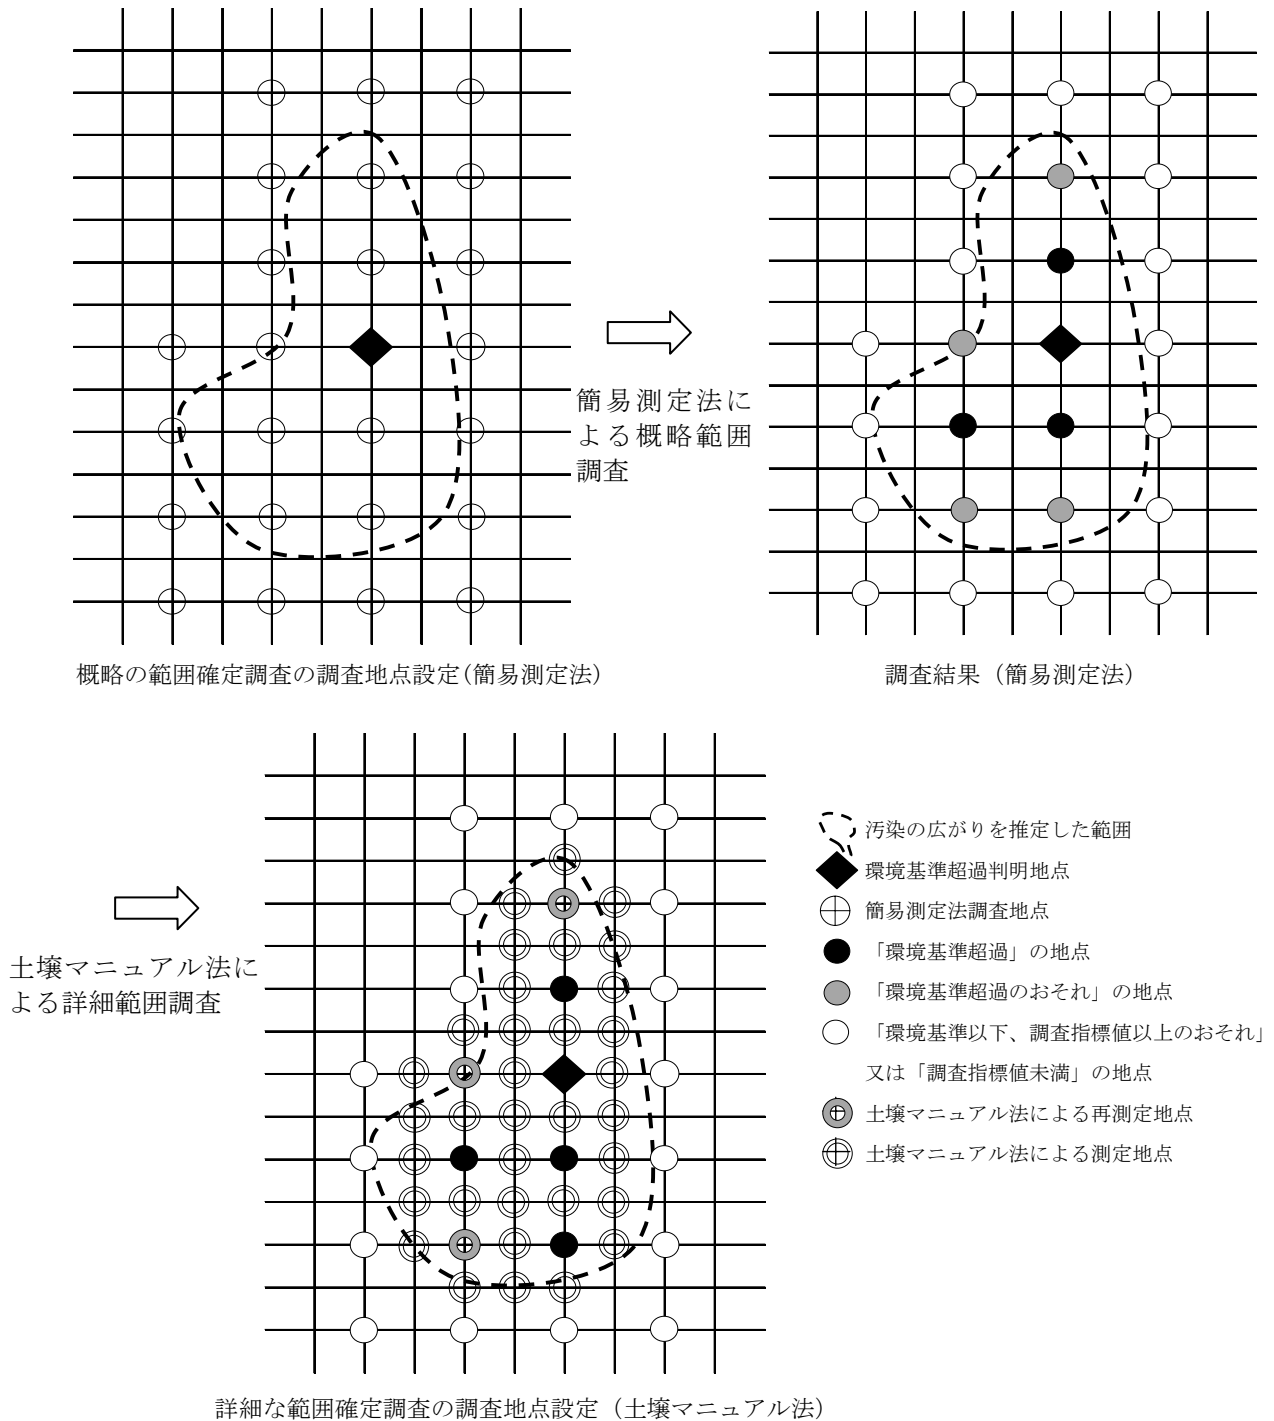 簡易測定法に
よる概略範囲
調査
概略の範囲確定調査の調査地点設定(簡易測定法)
調査結果（簡易測定法）
土壌マニュアル法に
よる詳細範囲調査
汚染の広がりを推定した範囲
環境基準超過判明地点
簡易測定法調査地点
「環境基準超過」の地点
「環境基準超過のおそれ」の地点
「環境基準以下、調査指標値以上のおそれ」
又は「調査指標値未満」の地点
土壌マニュアル法による再測定地点
土壌マニュアル法による測定地点
詳細な範囲確定調査の調査地点設定（土壌マニュアル法）